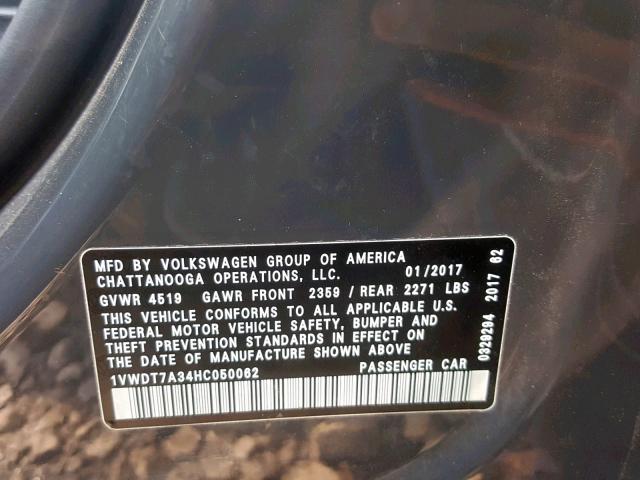 MFD BY VOLKSWAGEN GROUP OF AMERICA
CHATTANOOGA OPERATIONS, LLC. 01/2017
GVWR 4519 GAWR FRONT 2359 / REAR 2271 LBS
THIS VEHICLE CONFORMS TO ALL APPLICABLE U.S.
FEDERAL MOTOR VEHICLE SAFETY, BUMPER AND
THEFT PREVENTION STANDARDS IN EFFECT ON
THE DATE OF MANUFACTURE SHOWN ABOVE.
1VWDT7A34HC050062 PASSENGER CAR
0329294 2017 62